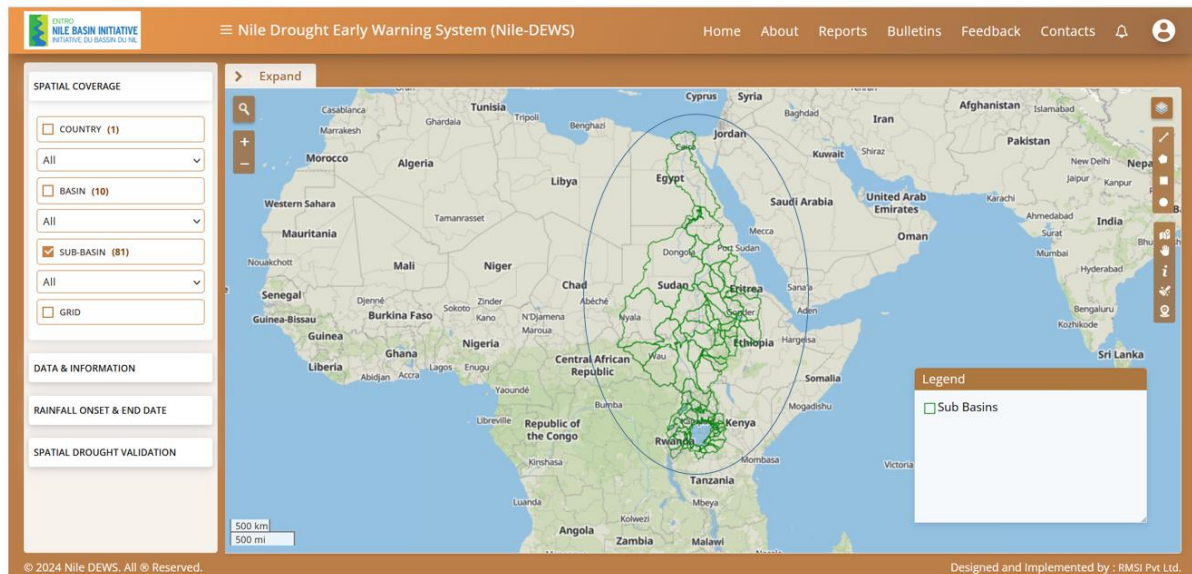 ENTRO
NILE BASIN INITIATIVE
INITIATIVE DU BASSIN DU NIL
Nile Drought Early Warning System (Nile-DEWS)
Home
About
Reports
Bulletins
Feedback
Contacts
SPATIAL COVERAGE
COUNTRY (1)
All
BASIN (10)
All
SUB-BASIN (81)
All
GRID
DATA & INFORMATION
RAINFALL ONSET & END DATE
SPATIAL DROUGHT VALIDATION
Expand
Cyprus
Syria
Afghanistan
Islamabad
Casablanca
Tunisia
Baghdad
Iran
Ghardaia
Tripoli
Benghazi
Marrakesh
Jordan
Pakistan
Morocco
Algeria
Cairo
Kuwait
Shiraz
New Delhi
Nepa
Libya
Egypt
Jaipur
Kanpur
Western Sahara
Saudi Arabia
United Arab
Emirates
Karachi
Tamanrasset
Ahmedabad
India
Mauritania
Mecca
Oman
Surat
Mumbai
Bhu
Dongola
Port Sudan
Nouakchott
Mali
Niger
Hyderabad
Chad
Sudan
Eritrea
Sana'a
Senegal
Djenné
Zinder
Abéché
Burkina Faso
Sokoto
Kano
N'Djamena
Nyala
Gonder
Aden
Bengaluru
Guinea-Bissau
Maroua
Kozhikode
Guinea
Nigeria
Ethiopia
Hargeisa
Ghana
Wau
Sri Lanka
Liberia
Abidjan
Accra
Lagos
Enugu
Central African
Republic
Somalia
Yaoundé
Bumba
Mogadishu
Libreville
Republic of
the Congo
Kenya
Rwanda
Kinshasa
Mombasa
Victoria
Tanzania
Luanda
Mbeya
Kolwezi
Angola
Zambia
Malawi
Legend
Sub Basins
500 km
500 mi
© 2024 Nile DEWS. All ® Reserved.
Designed and Implemented by : RMSI Pvt Ltd.